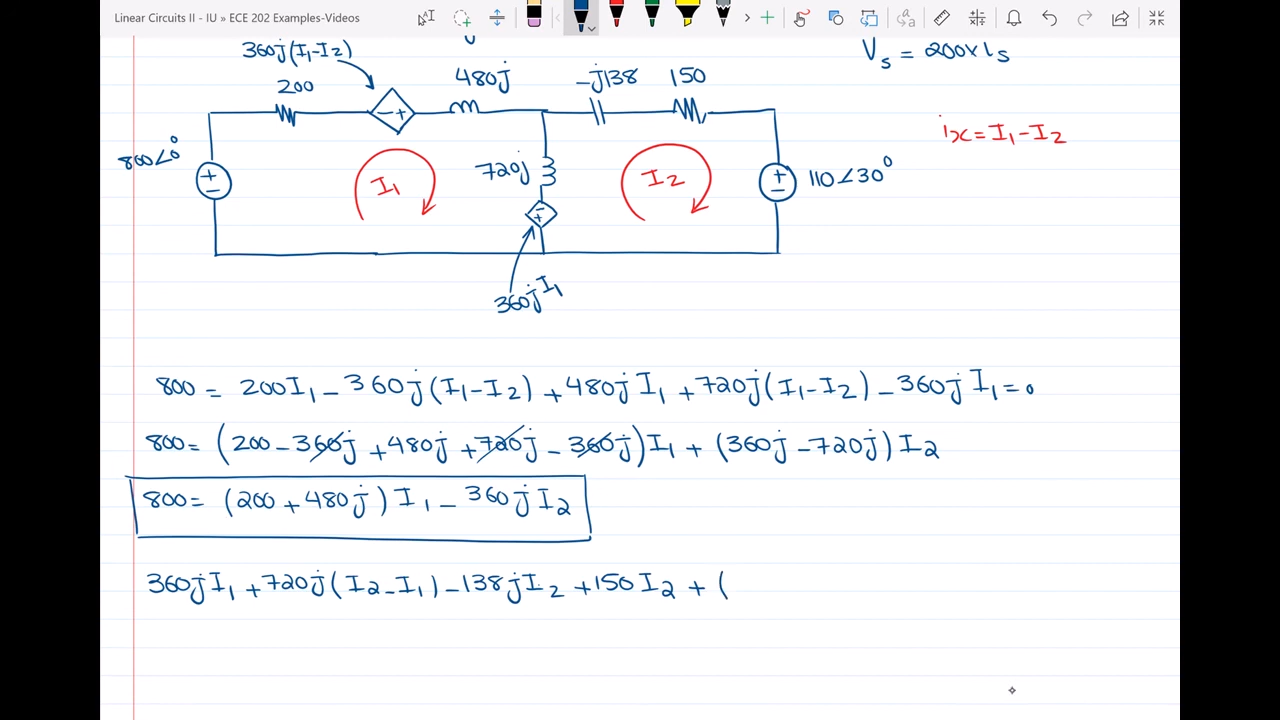 Linear Circuits II - IU » ECE 202 Examples-Videos
360j(I₁-I₂)
200
480j
-j138
150
Vs = 200×Is
800∠0°
I₁
720j
I2
110∠30°
ix = I₁-I₂
360jI₁
800 = 200I₁ - 360j(I₁-I2) + 480jI₁ + 720j(I₁-I2) - 360jI₁ = 0
800 = (200 - 360j + 480j + 720j - 360j)I₁ + (360j - 720j)I2
800 = (200 + 480j)I₁ - 360jI2
360jI₁ + 720j(I2-I₁) - 138jI2 + 150I2 + (